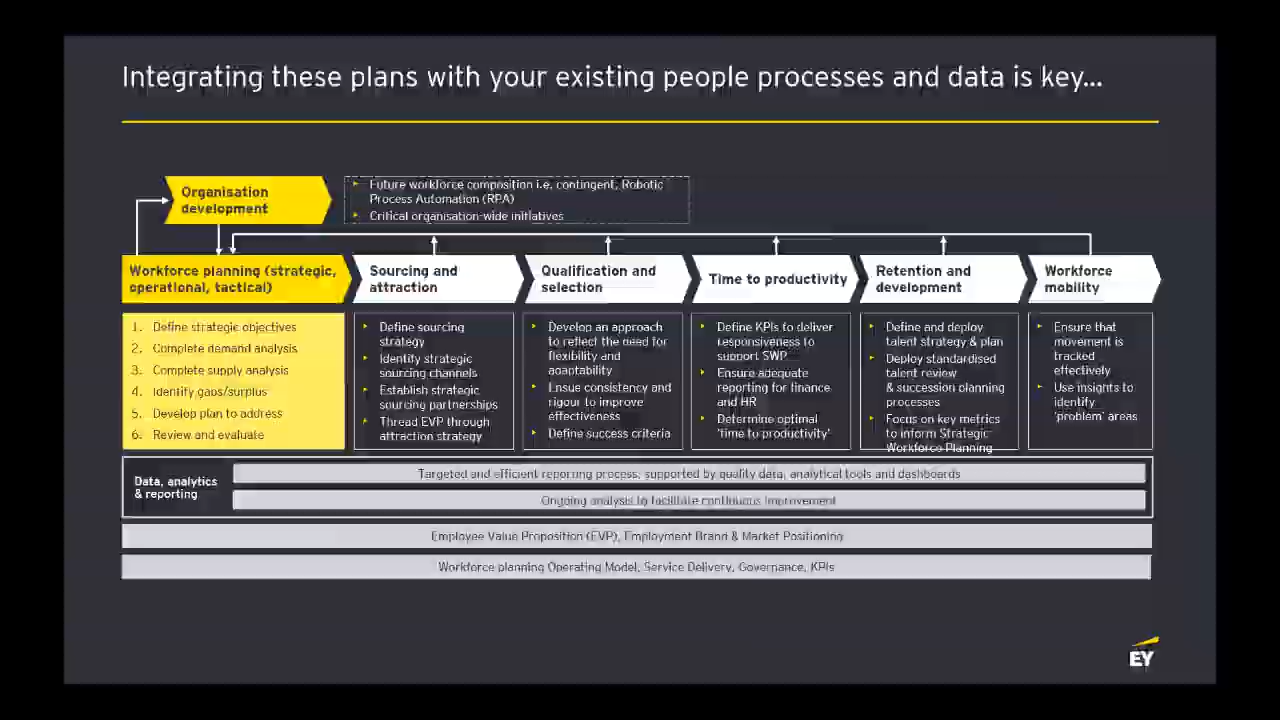 Integrating these plans with your existing people processes and data is key...
Organisation
development
Future workforce composition i.e. contingent, Robotic
Process Automation (RPA)
Critical organisation-wide initiatives
Workforce planning (strategic,
operational, tactical)
Sourcing and
attraction
Qualification and
selection
Time to productivity
Retention and
development
Workforce
mobility
1. Define strategic objectives
2. Complete demand analysis
3. Complete supply analysis
4. Identify gaps/surplus
5. Develop plan to address
6. Review and evaluate
Define sourcing
strategy
Identify strategic
sourcing channels
Establish strategic
sourcing partnerships
Thread EVP through
attraction strategy
Develop an approach
to reflect the need for
flexibility and
adaptability
Ensue consistency and
rigour to improve
effectiveness
Define success criteria
Define KPIs to deliver
responsiveness to
support SWP
Ensure adequate
reporting for finance
and HR
Determine optimal
'time to productivity'
Define and deploy
talent strategy & plan
Deploy standardised
talent review
& succession planning
processes
Focus on key metrics
to inform Strategic
Workforce Planning
Ensure that
movement is
tracked
effectively
Use insights to
identify
'problem' areas
Data, analytics
& reporting
Targeted and efficient reporting process, supported by quality data, analytical tools and dashboards
Ongoing analysis to facilitate continuous improvement
Employee Value Proposition (EVP), Employment Brand & Market Positioning
Workforce planning Operating Model, Service Delivery, Governance, KPIs
EY